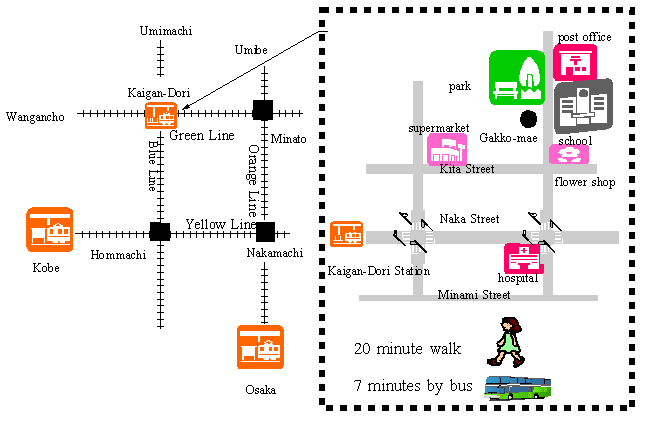 Umimachi
Umibe
post office
Kaigan-Dori
park
Wangancho
Green Line
Minato
supermarket
Gakko-mae
school
Blue Line
Orange Line
Kita Street
flower shop
Yellow Line
Naka Street
Hommachi
Nakamachi
Kobe
Kaigan-Dori Station
hospital
Minami Street
20 minute walk
7 minutes by bus
Osaka